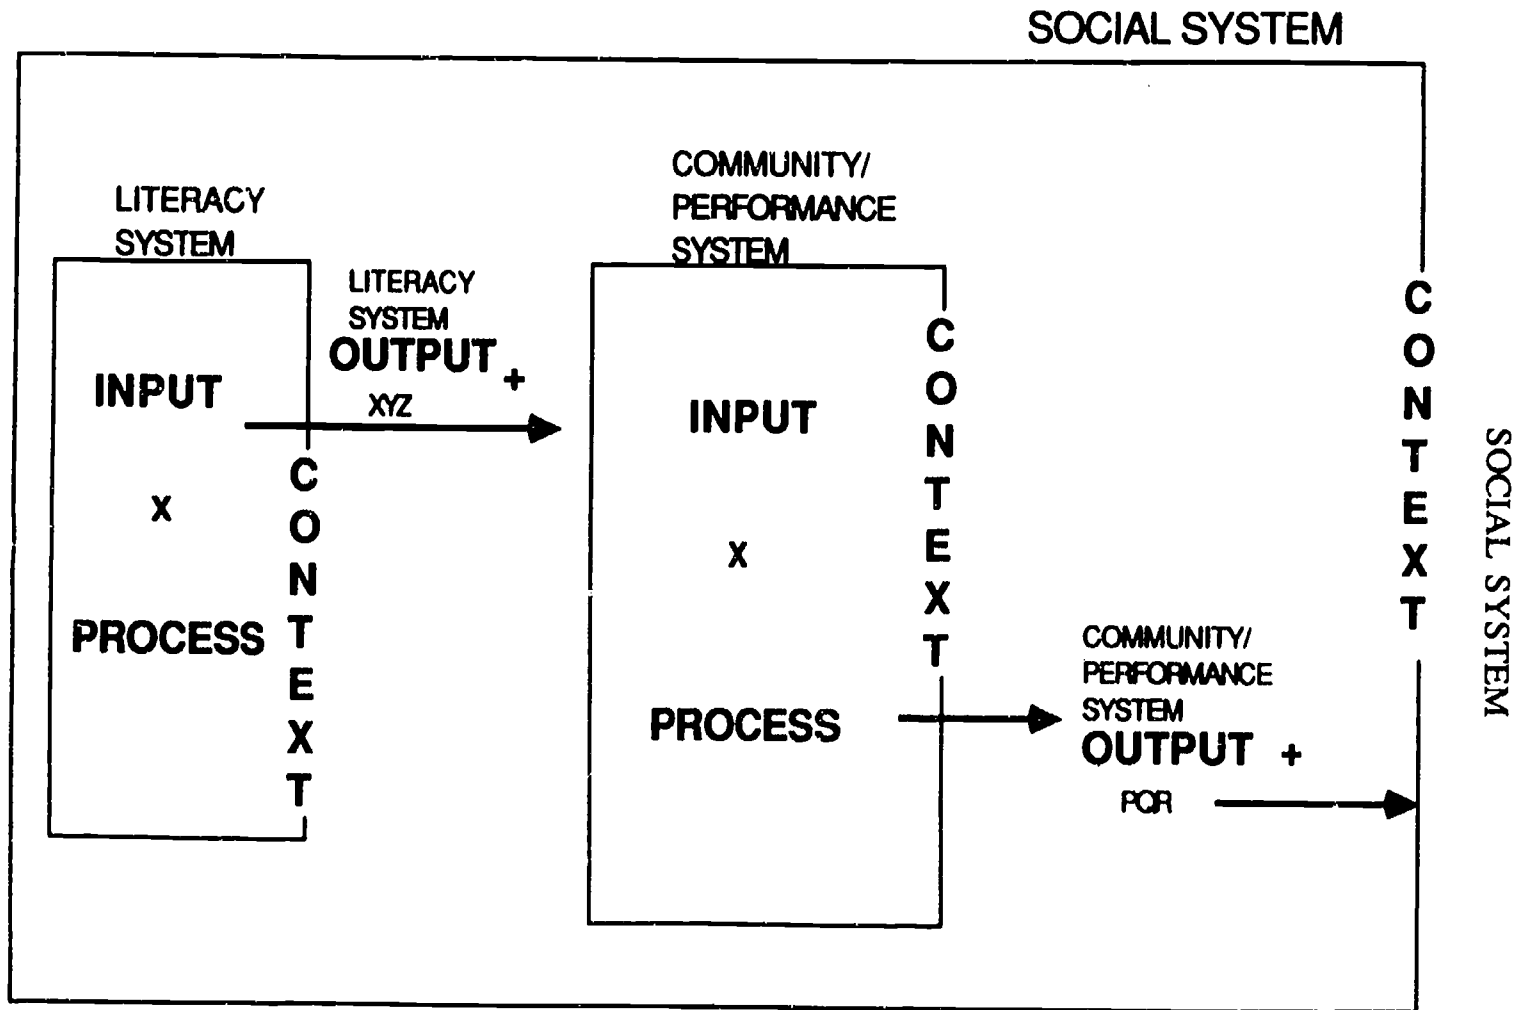 SOCIAL SYSTEM
LITERACY
SYSTEM
INPUT
X
PROCESS
CONTEXT
LITERACY
SYSTEM
OUTPUT +
XYZ
COMMUNITY/
PERFORMANCE
SYSTEM
INPUT
X
PROCESS
CONTEXT
COMMUNITY/
PERFORMANCE
SYSTEM
OUTPUT +
PQR
CONTEXT
SOCIAL SYSTEM